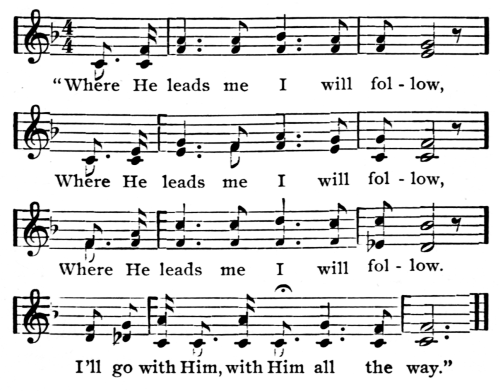 “Where He leads me I will fol - low,
Where He leads me I will fol - low,
Where He leads me I will fol - low.
I'll go with Him, with Him all the way.”